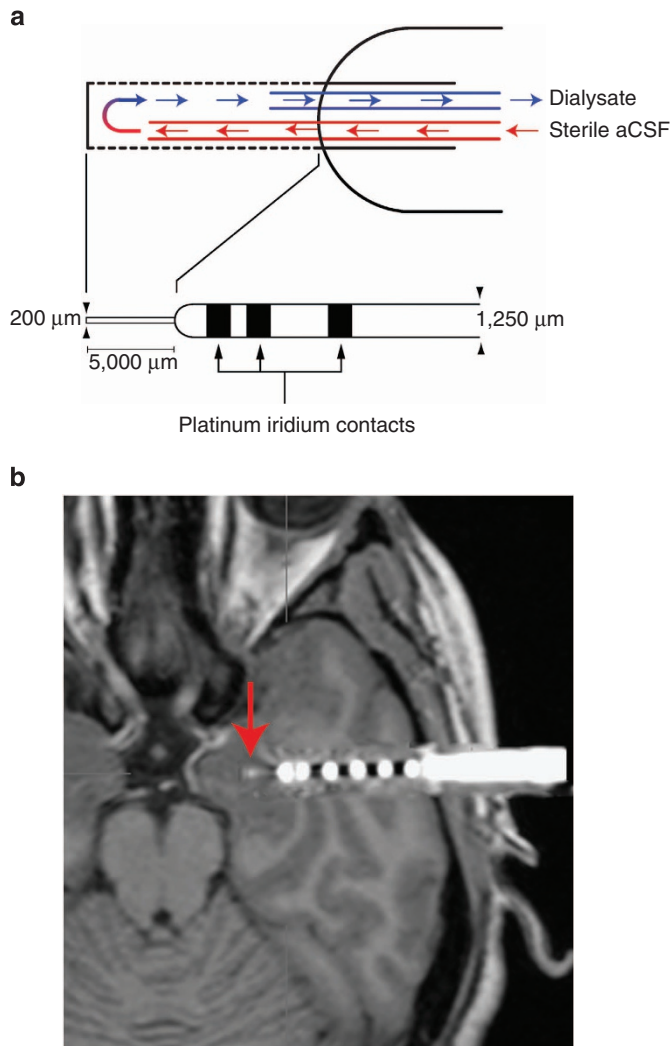 a
Dialysate
Sterile aCSF
200 μm
1,250 μm
5,000 μm
Platinum iridium contacts
b